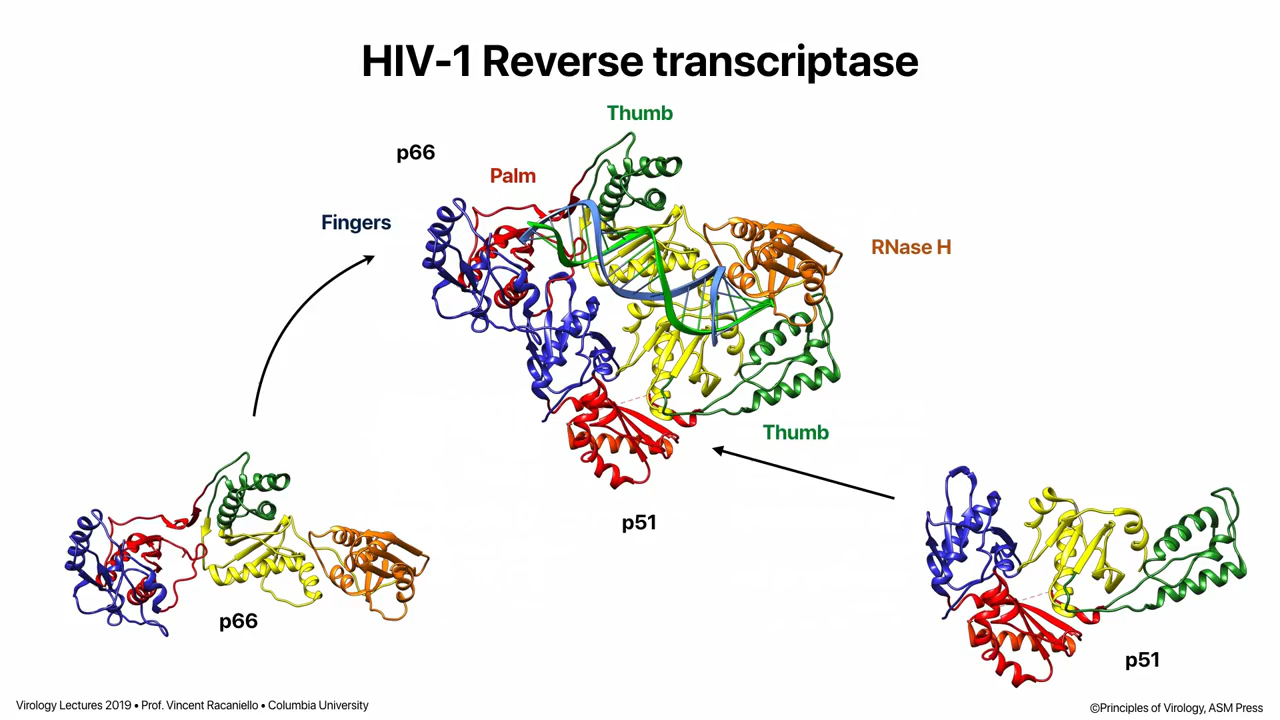 HIV-1 Reverse transcriptase
Thumb
p66
Palm
Fingers
RNase H
Thumb
p51
p66
p51
Virology Lectures 2019 • Prof. Vincent Racaniello • Columbia University
©Principles of Virology, ASM Press